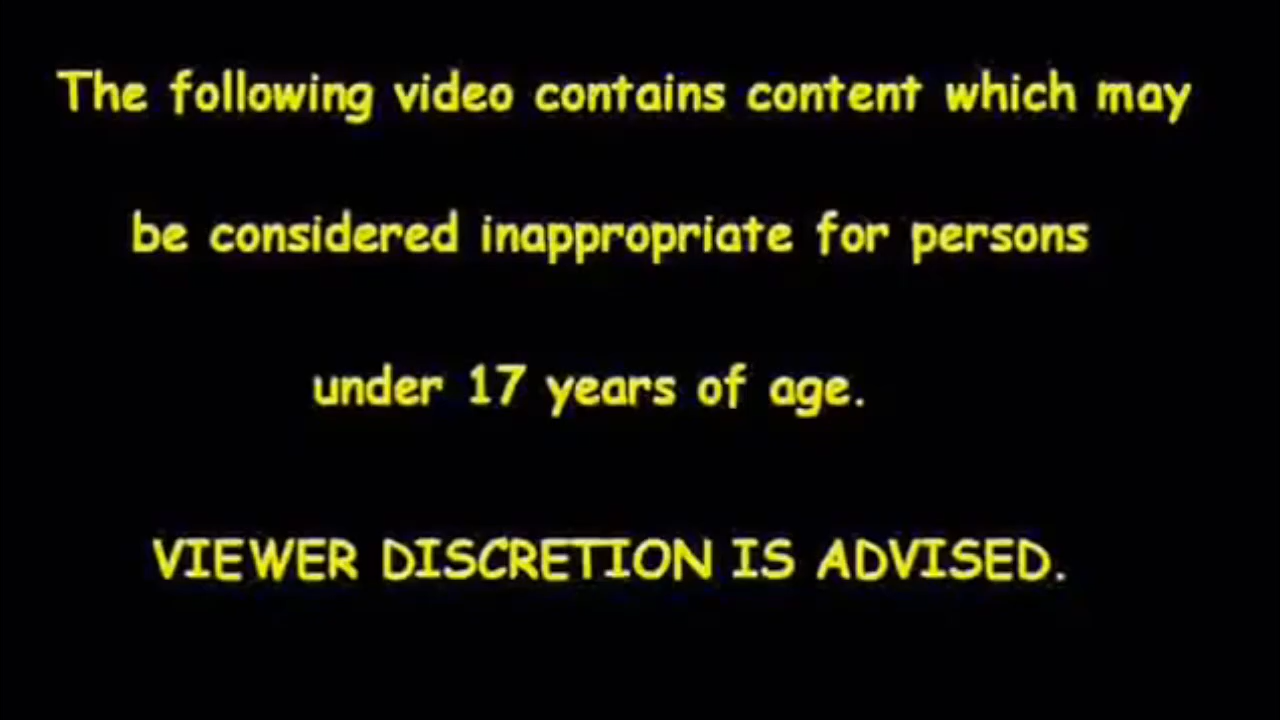 The following video contains content which may
be considered inappropriate for persons
under 17 years of age.
VIEWER DISCRETION IS ADVISED.